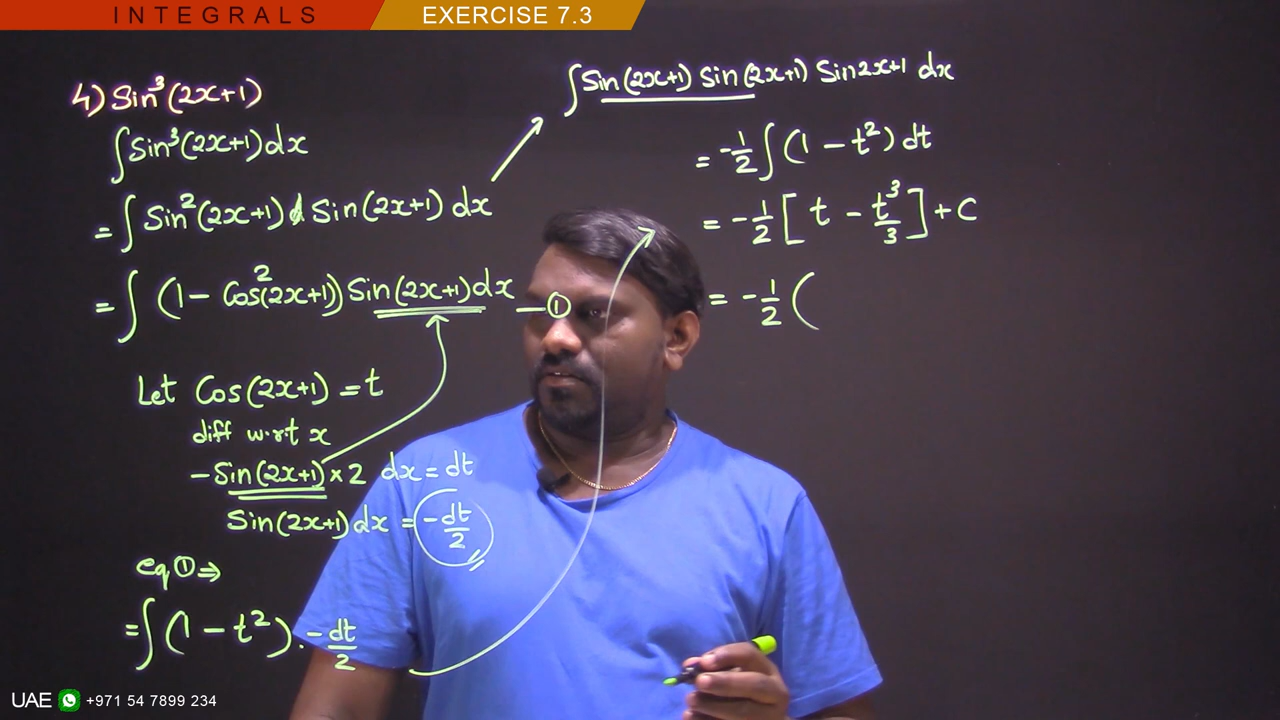 INTEGRALS EXERCISE 7.3
4) Sin³(2x+1)
∫Sin³(2x+1)dx
= ∫ Sin²(2x+1) Sin(2x+1) dx
= ∫ (1 - Cos²(2x+1)) Sin(2x+1)dx —①
Let Cos(2x+1) = t
diff w.r.t x
-Sin(2x+1) × 2 dx = dt
Sin(2x+1)dx = -dt/2
eq ① ⇒
= ∫ (1 - t²) . -dt/2
∫Sin(2x+1) Sin(2x+1) Sin2x+1 dx
= -1/2 ∫ (1 - t²) dt
= -1/2 [t - t³/3] + C
= -1/2 (
UAE +971 54 7899 234